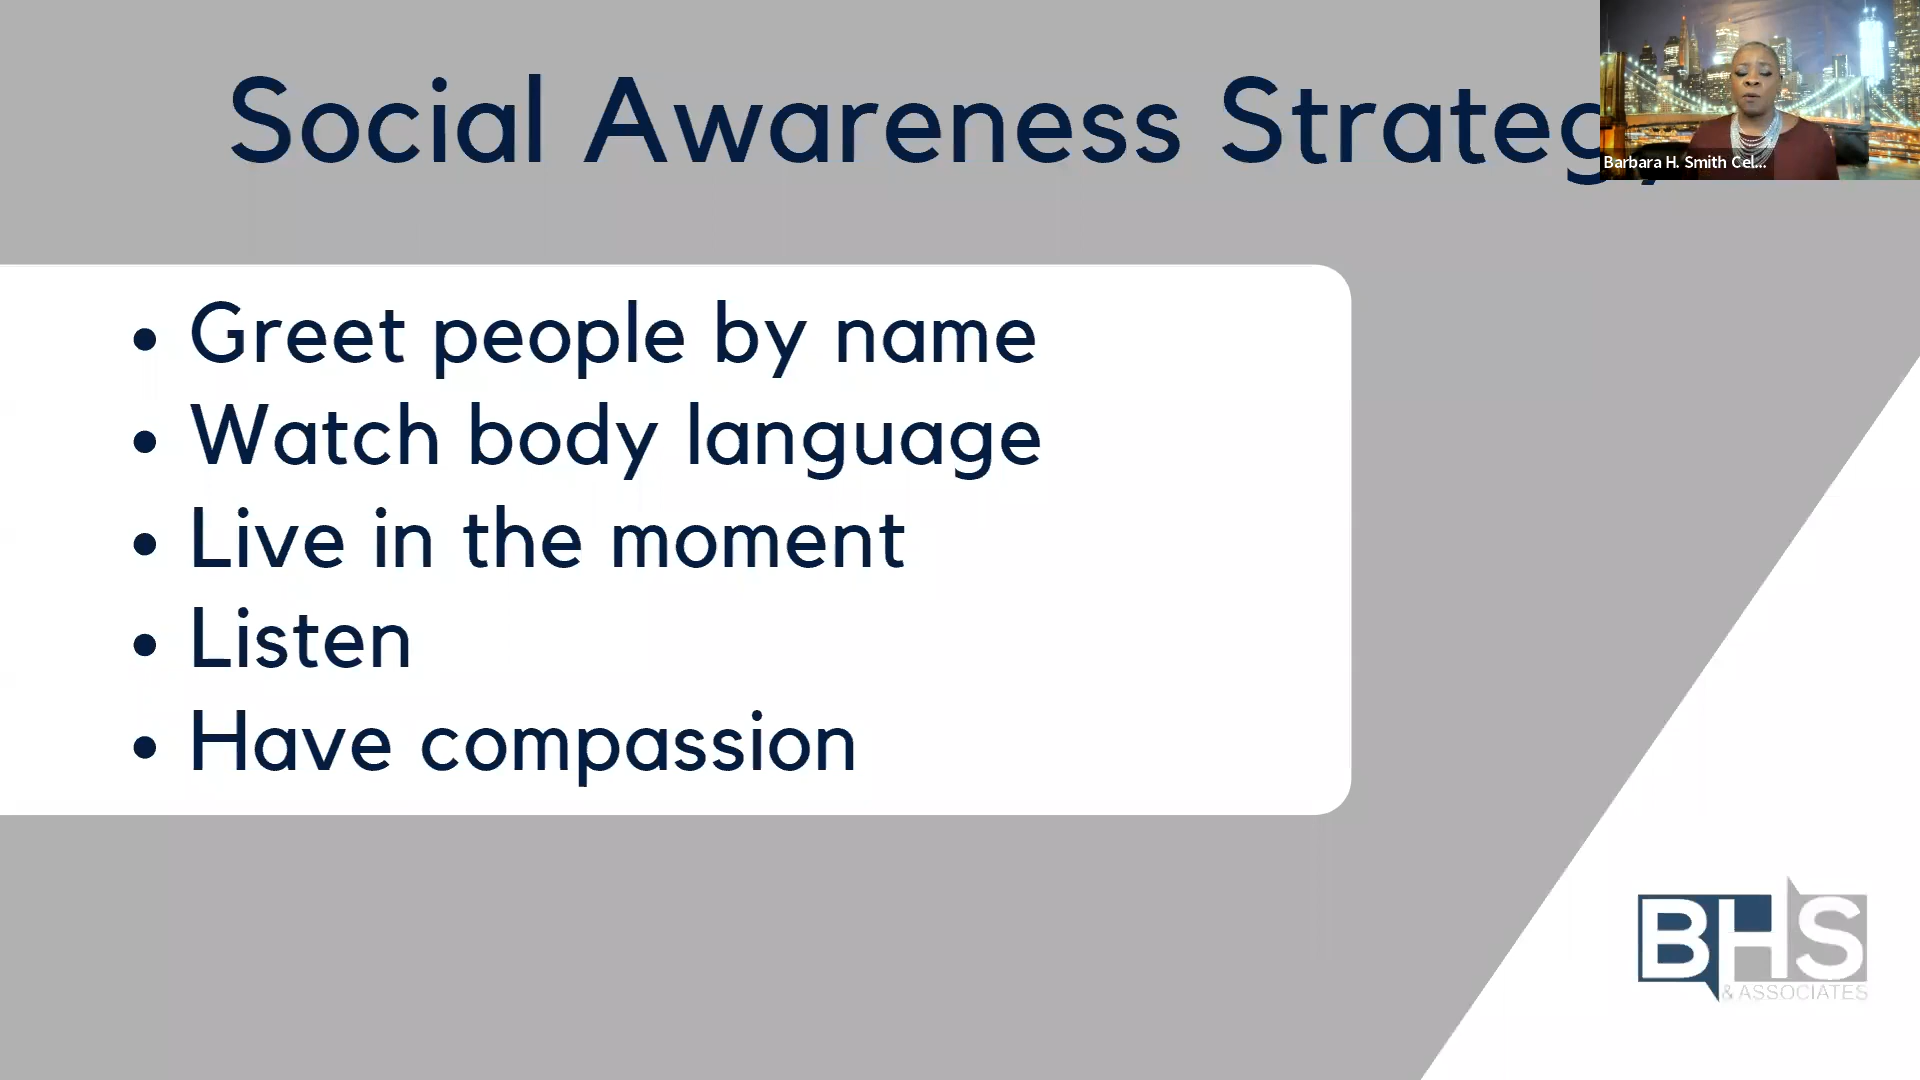 Social Awareness Strateg
Barbara H. Smith Cel...
• Greet people by name
• Watch body language
• Live in the moment
• Listen
• Have compassion
BHS
& ASSOCIATES